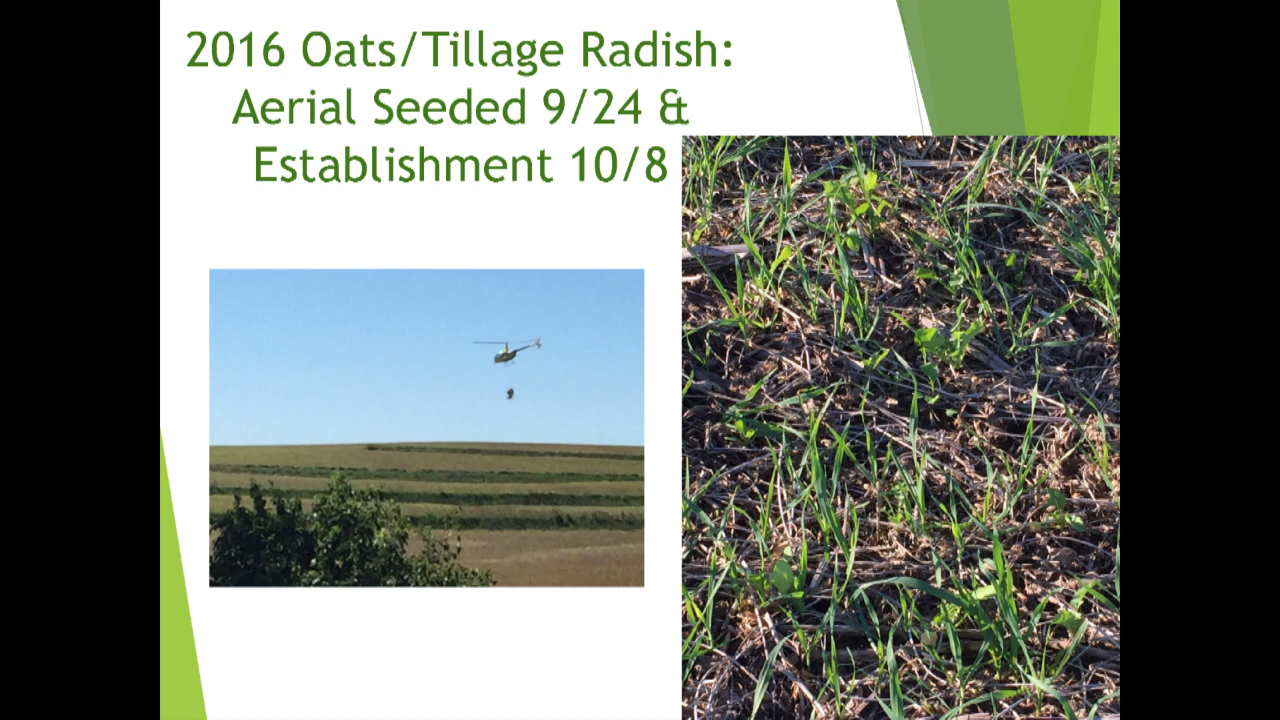 2016 Oats/Tillage Radish:
Aerial Seeded 9/24 &
Establishment 10/8